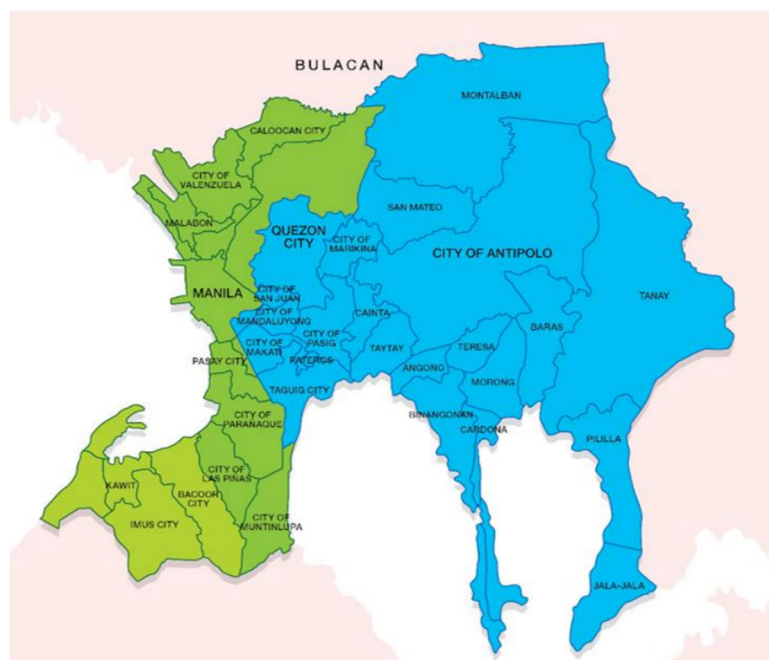 BULACAN
MONTALBAN
CALOOCAN CITY
CITY OF
VALENZUELA
MALABON
SAN MATEO
QUEZON
CITY
CITY OF
MARIKINA
CITY OF ANTIPOLO
MANILA
CITY OF
SAN JUAN
TANAY
CITY OF
MANDALUYONG
CAINTA
BARAS
CITY OF
PASIG
CITY OF
MAKATI
TAYTAY
TERESA
PASAY CITY
PATEROS
ANGONO
MORONG
TAGUIG CITY
BINANGONAN
CITY OF
PARAÑAQUE
CARDONA
PILILLA
CITY OF
LAS PIÑAS
KAWIT
BACOOR
CITY
IMUS CITY
CITY OF
MUNTINLUPA
JALA-JALA